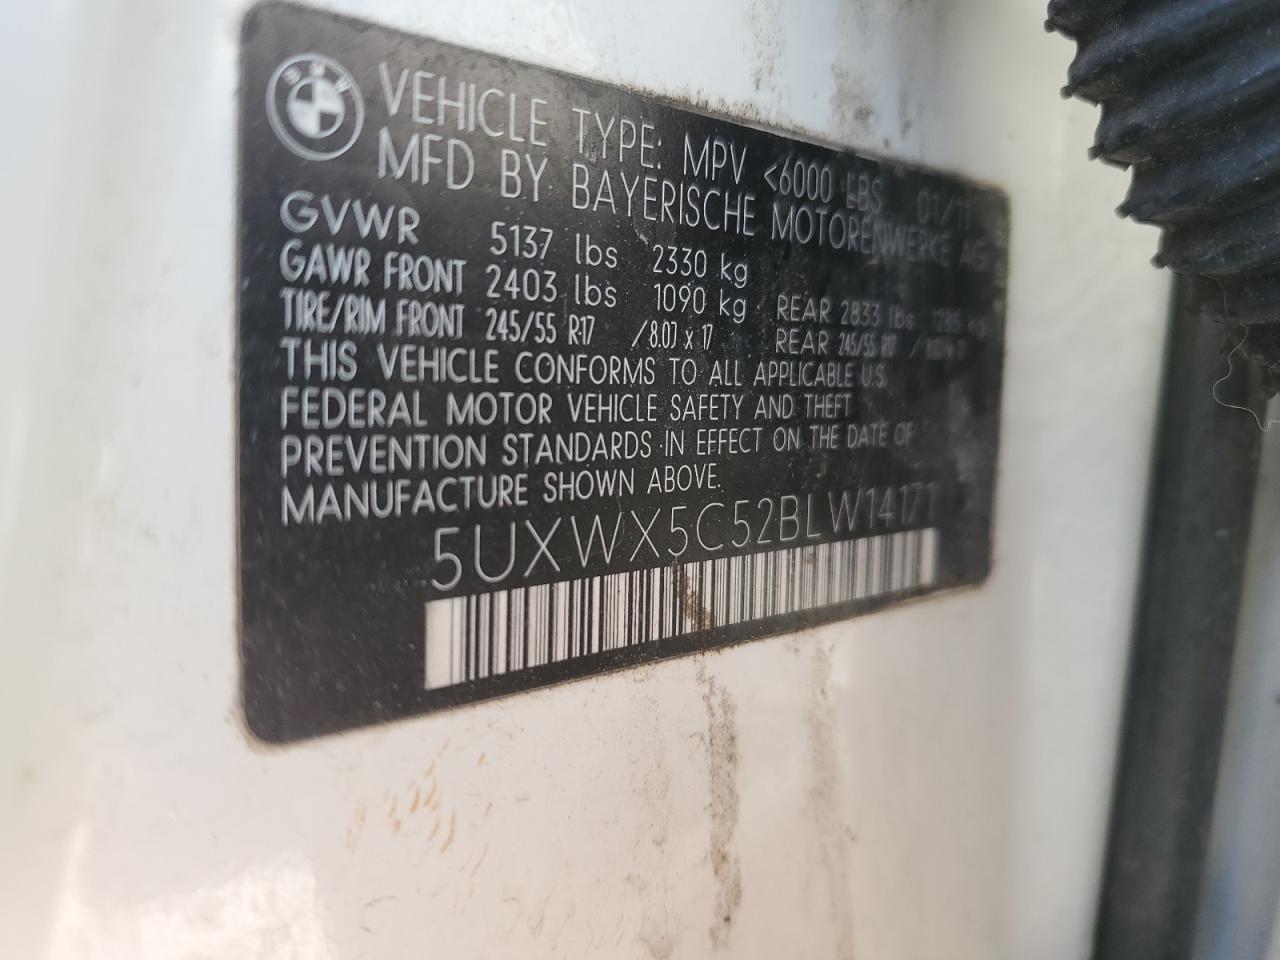 BMW
VEHICLE TYPE: MPV <6000 LBS 01/11
MFD BY BAYERISCHE MOTORENWERKE AG
GVWR 5137 lbs 2330 kg
GAWR FRONT 2403 lbs 1090 kg REAR 2833 lbs 1285 kg
TIRE/RIM FRONT 245/55 R17 /8.0J x 17 REAR 245/55 R17
THIS VEHICLE CONFORMS TO ALL APPLICABLE U.S.
FEDERAL MOTOR VEHICLE SAFETY AND THEFT
PREVENTION STANDARDS IN EFFECT ON THE DATE OF
MANUFACTURE SHOWN ABOVE.
5UXWX5C52BLW14171